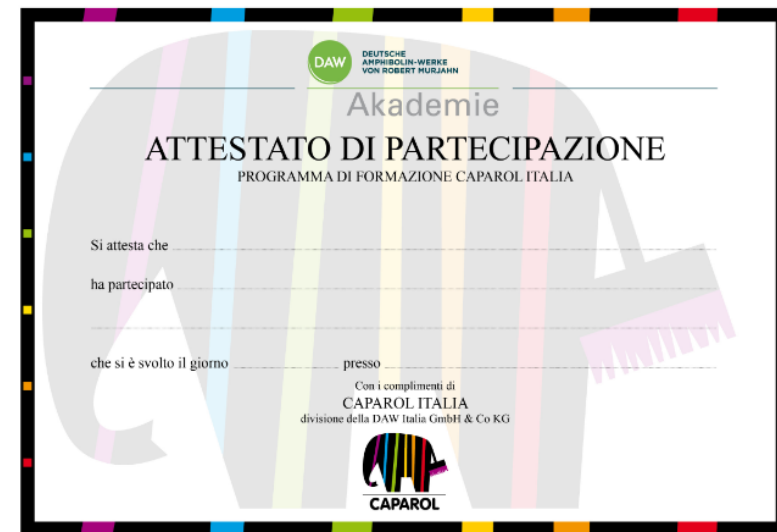 DAW
DEUTSCHE
AMPHIBOLIN-WERKE
VON ROBERT MURJAHN
Akademie
ATTESTATO DI PARTECIPAZIONE
PROGRAMMA DI FORMAZIONE CAPAROL ITALIA
Si attesta che
ha partecipato
che si è svolto il giorno presso
Con i complimenti di
CAPAROL ITALIA
divisione della DAW Italia GmbH & Co KG
CAPAROL